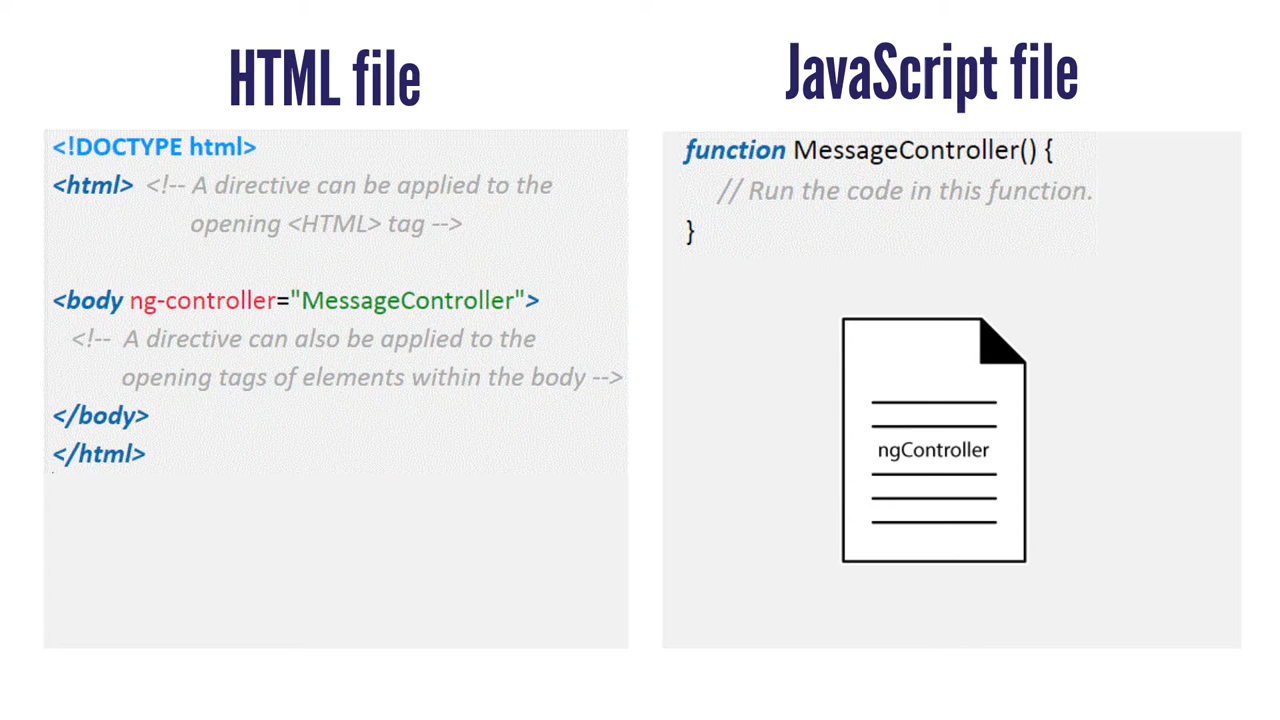 HTML file
<!DOCTYPE html>
<html> <!-- A directive can be applied to the
opening <HTML> tag -->
<body ng-controller="MessageController">
<!-- A directive can also be applied to the
opening tags of elements within the body -->
</body>
</html>
JavaScript file
function MessageController() {
// Run the code in this function.
}
ngController